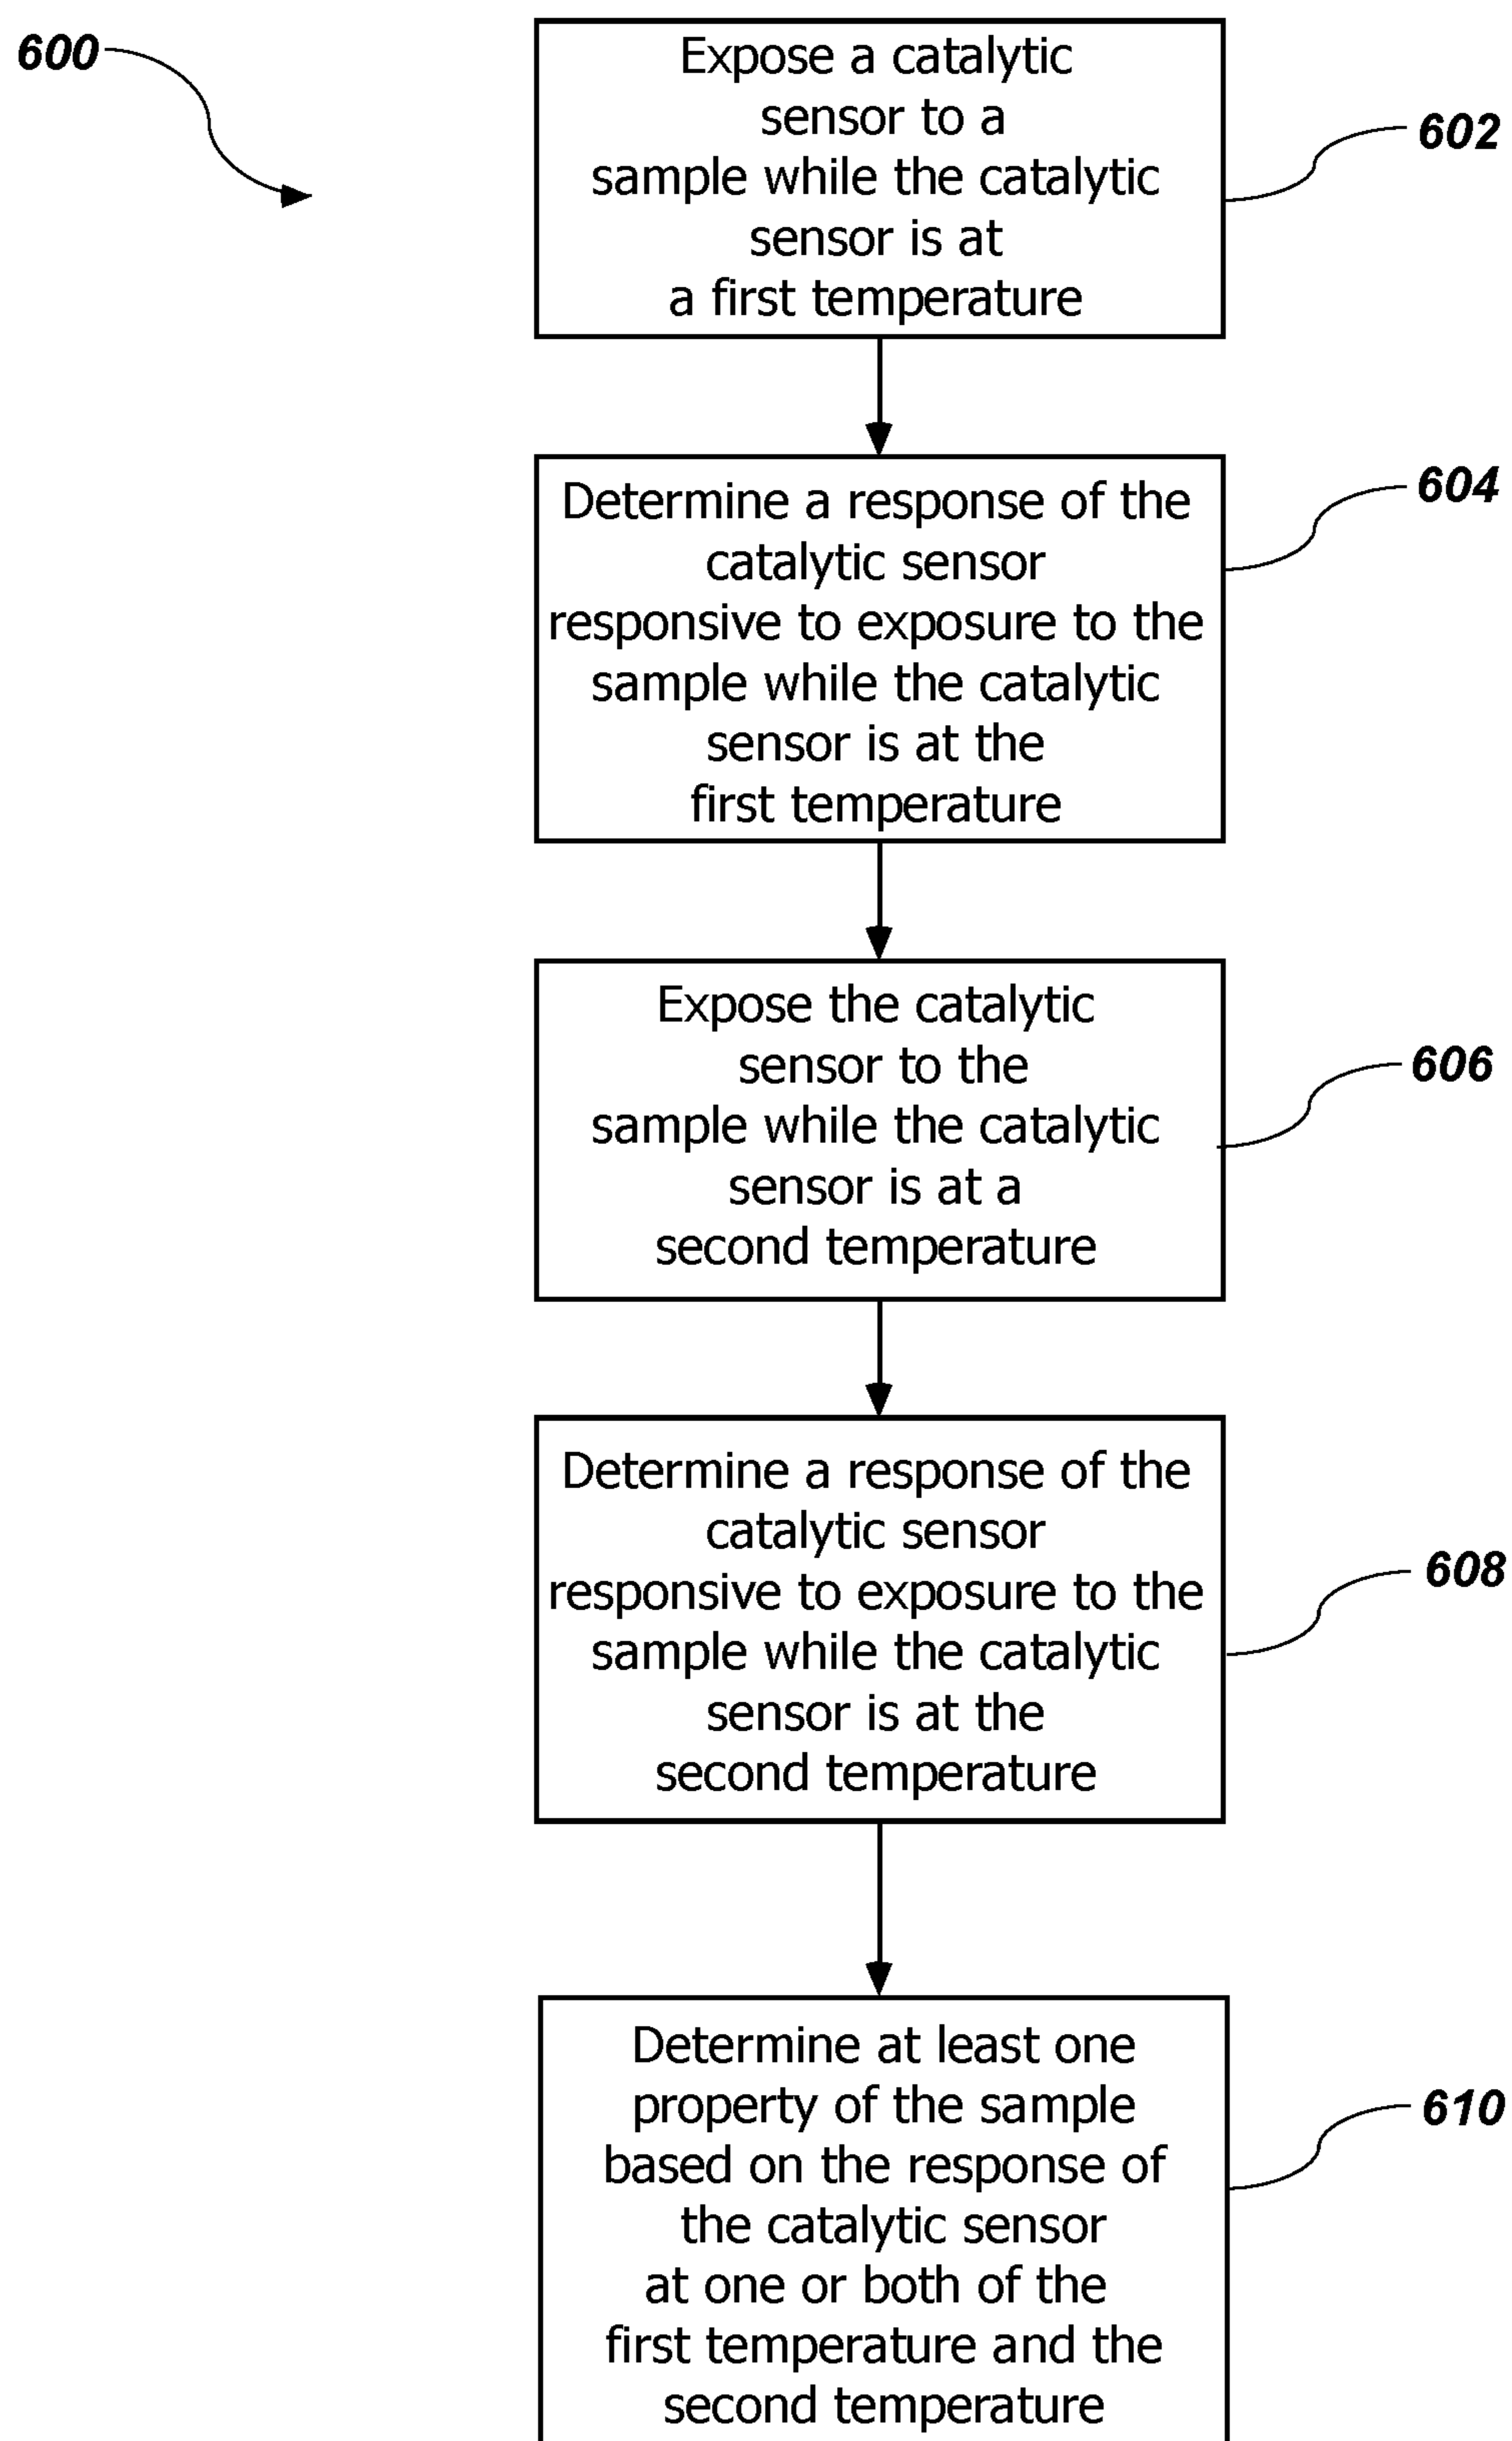 600
Expose a catalytic
sensor to a
sample while the catalytic
sensor is at
a first temperature
602
Determine a response of the
catalytic sensor
responsive to exposure to the
sample while the catalytic
sensor is at the
first temperature
604
Expose the catalytic
sensor to the
sample while the catalytic
sensor is at a
second temperature
606
Determine a response of the
catalytic sensor
responsive to exposure to the
sample while the catalytic
sensor is at the
second temperature
608
Determine at least one
property of the sample
based on the response of
the catalytic sensor
at one or both of the
first temperature and the
second temperature
610